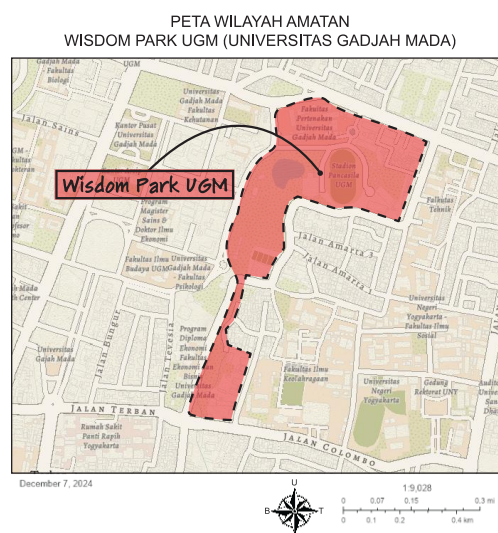 PETA WILAYAH AMATAN
WISDOM PARK UGM (UNIVERSITAS GADJAH MADA)
Gadjah Mada -
Fakultas
Biologi
UGM
Universitas
Gadjah Mada
Fakultas
Kehutanan
Fakultas
Peternakan
Universitas
Gadjah Mada
Jalan Sains
Kantor Pusat
Universitas
Gadjah Mada
Stadion
Pancasila
UGM
Wisdom Park UGM
Program
Magister
Sains &
Doktor Ilmu
Ekonomi
Fakultas
Teknik
Jalan Amarta 3
Fakultas Ilmu
Budaya UGM
Universitas
Gadjah Mada
- Fakultas
Psikologi
Jalan Amarta 1
Universitas
Negeri
Yogyakarta -
Fakultas Ilmu
Sosial
Jalan Bungur
Jalan Tevesia
Program
Diploma
Ekonomi
Fakultas
Ekonomi dan
Bisnis
Universitas
Gadjah Mada
Universitas
Gajah Mada
Fakultas Ilmu
Keolahragaan
Universitas
Negeri
Yogyakarta
Gedung
Rektorat UNY
JALAN TERBAN
Rumah Sakit
Panti Rapih
Yogyakarta
JALAN COLOMBO
December 7, 2024
U
B
T
1:9,028
0 0.07 0.15 0.3 mi
0 0.1 0.2 0.4 km